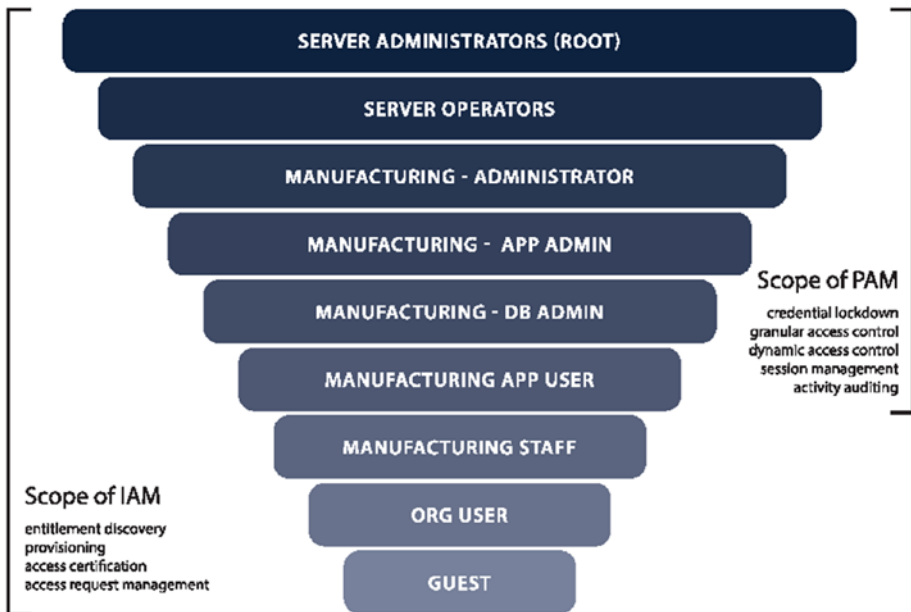 SERVER ADMINISTRATORS (ROOT)
SERVER OPERATORS
MANUFACTURING - ADMINISTRATOR
MANUFACTURING - APP ADMIN
MANUFACTURING - DB ADMIN
MANUFACTURING APP USER
MANUFACTURING STAFF
ORG USER
GUEST
Scope of PAM
credential lockdown
granular access control
dynamic access control
session management
activity auditing
Scope of IAM
entitlement discovery
provisioning
access certification
access request management